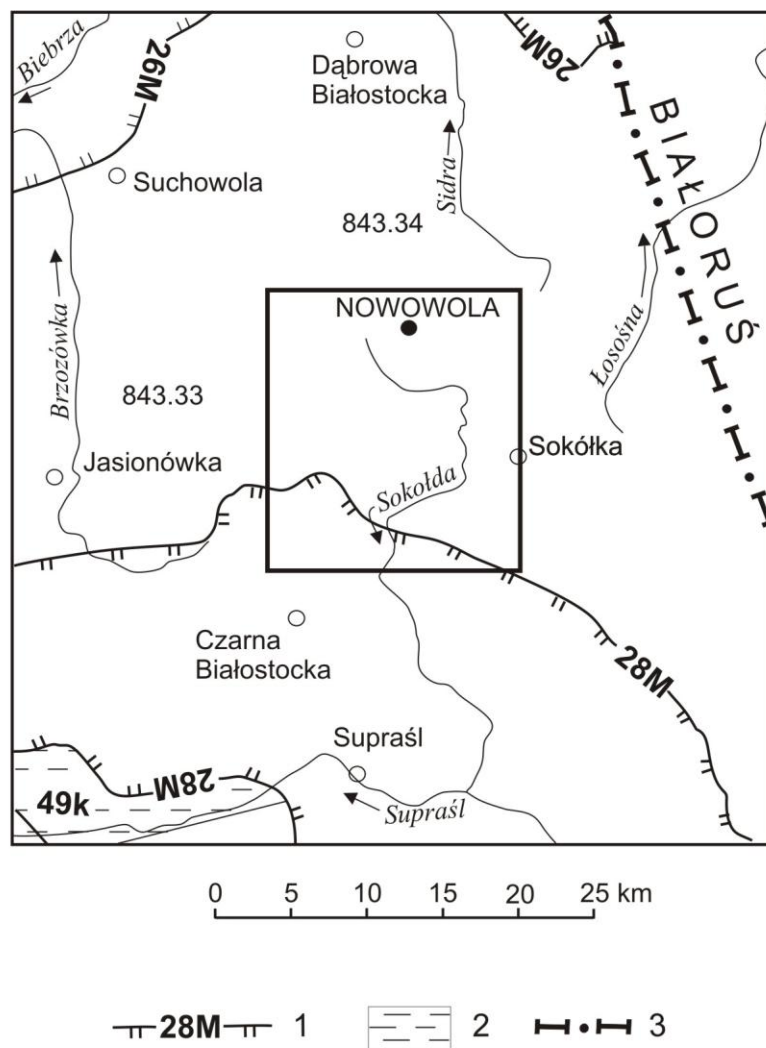 Biebrza
26M
Dąbrowa
Białostocka
26M
BIAŁORUŚ
Suchowola
Sidra
843.34
NOWOWOLA
Łosośna
Brzozówka
843.33
Sokółka
Jasionówka
Sokołda
Czarna
Białostocka
28M
Supraśl
28M
49k
Supraśl
0 5 10 15 20 25 km
28M 1 2 3